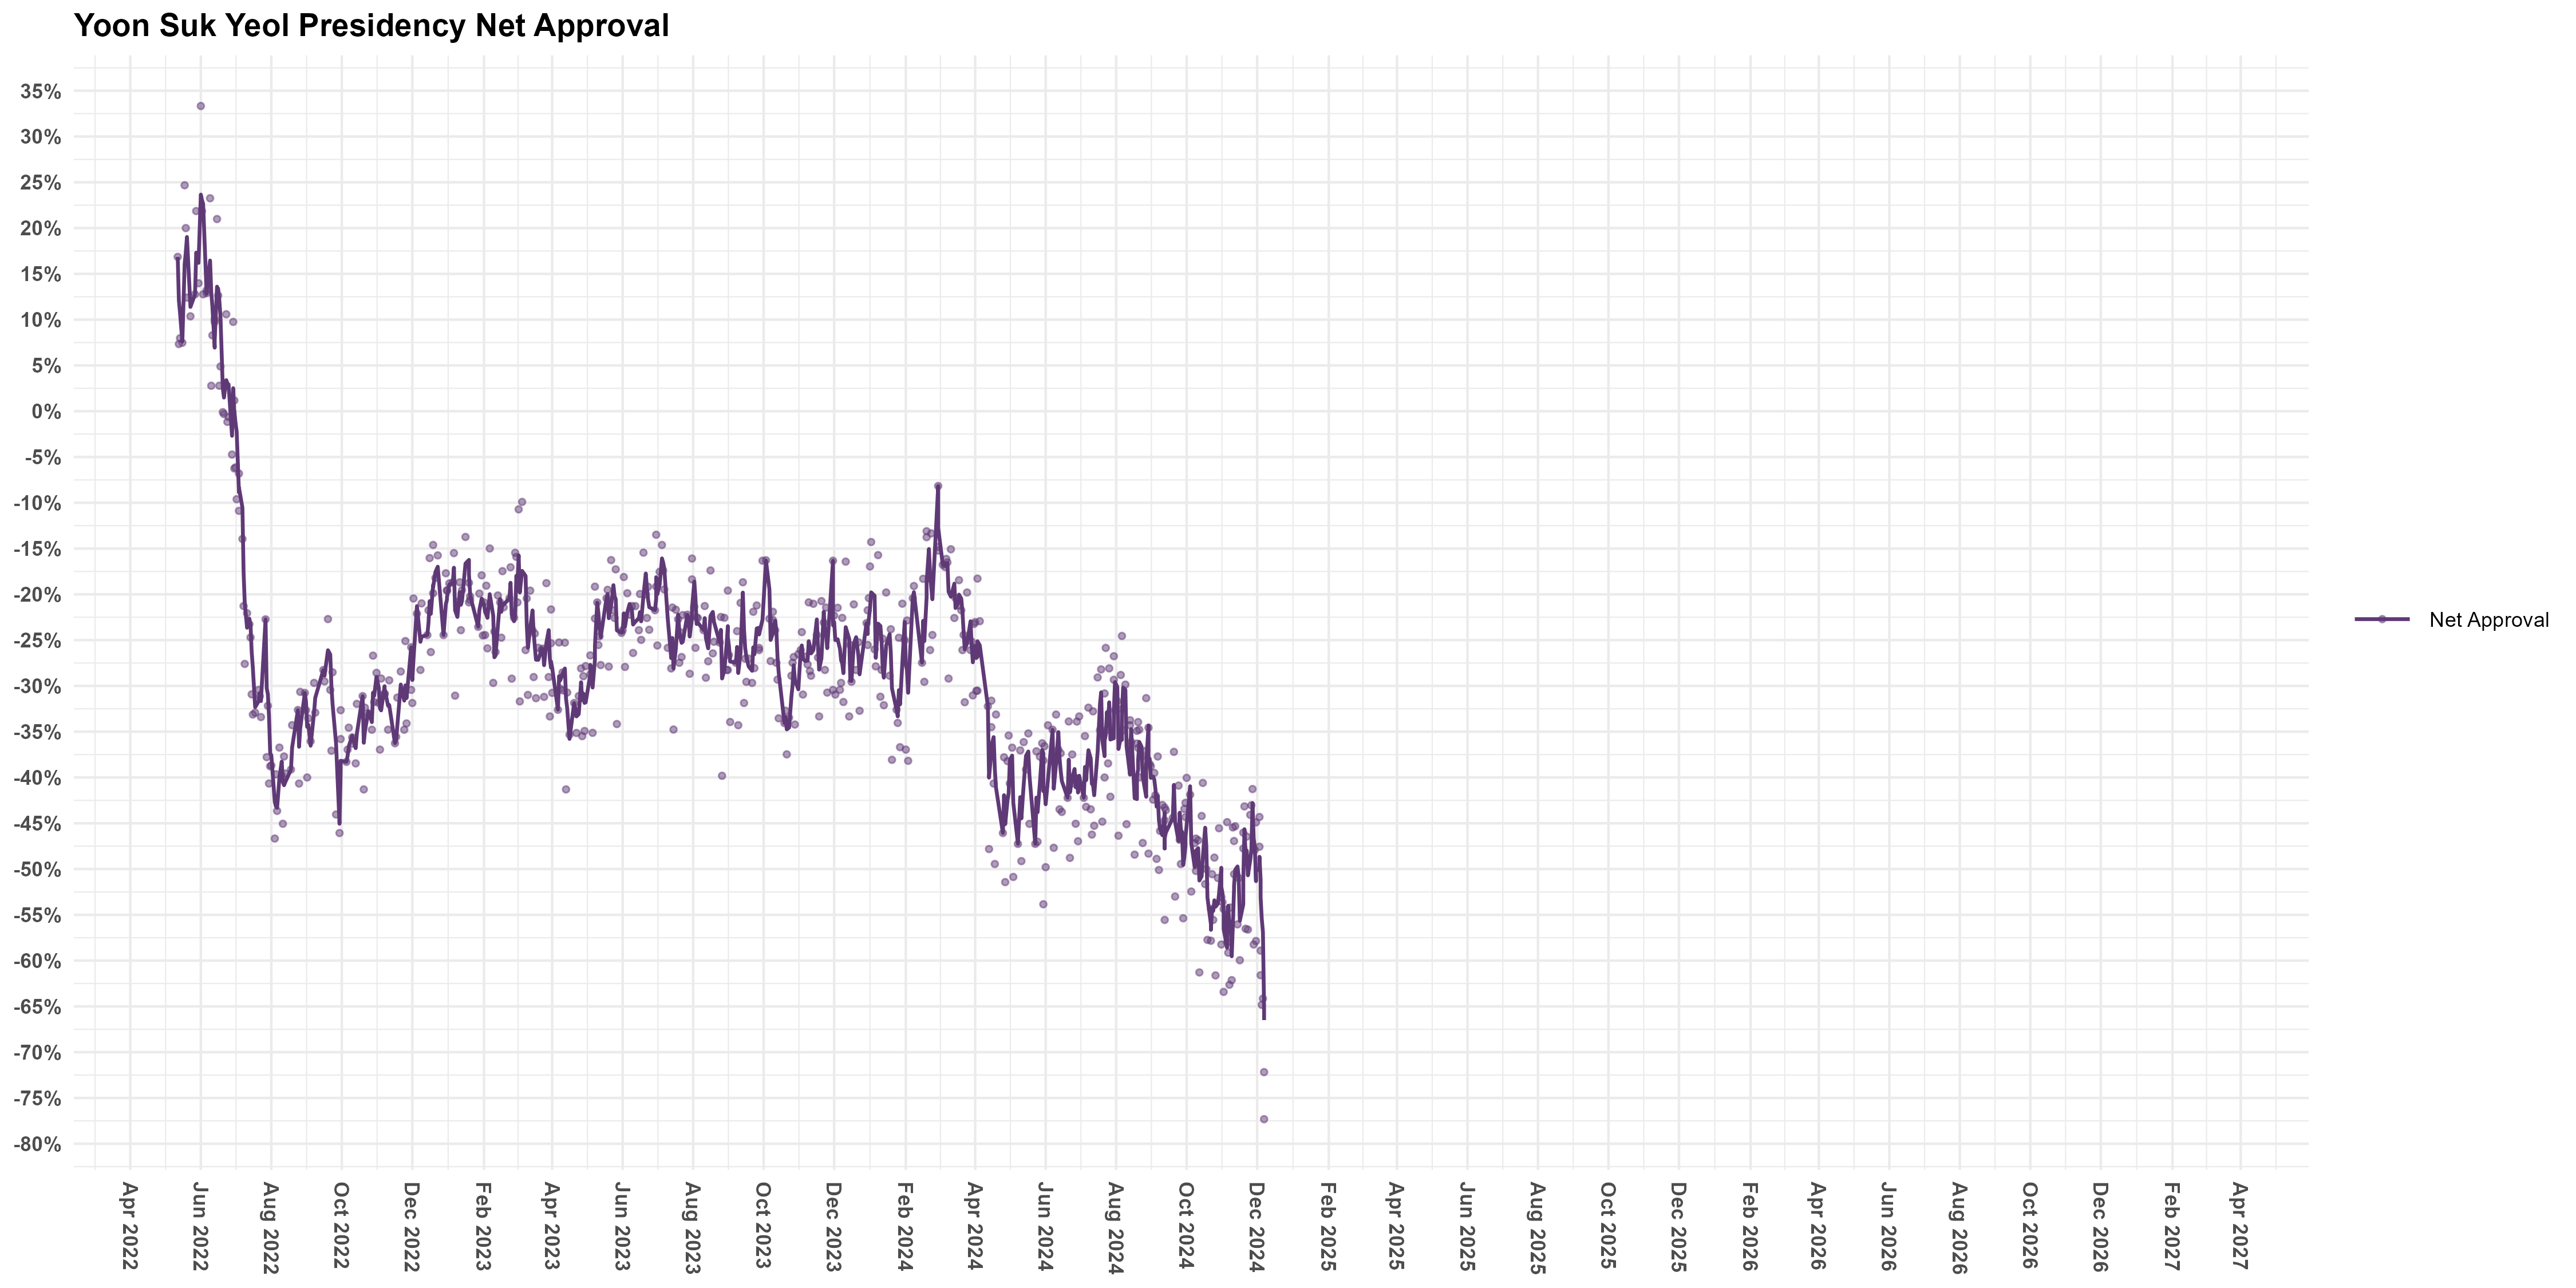 Yoon Suk Yeol Presidency Net Approval
35%
30%
25%
20%
15%
10%
5%
0%
-5%
-10%
-15%
-20%
-25%
-30%
-35%
-40%
-45%
-50%
-55%
-60%
-65%
-70%
-75%
-80%
Apr 2022
Jun 2022
Aug 2022
Oct 2022
Dec 2022
Feb 2023
Apr 2023
Jun 2023
Aug 2023
Oct 2023
Dec 2023
Feb 2024
Apr 2024
Jun 2024
Aug 2024
Oct 2024
Dec 2024
Feb 2025
Apr 2025
Jun 2025
Aug 2025
Oct 2025
Dec 2025
Feb 2026
Apr 2026
Jun 2026
Aug 2026
Oct 2026
Dec 2026
Feb 2027
Apr 2027
Net Approval